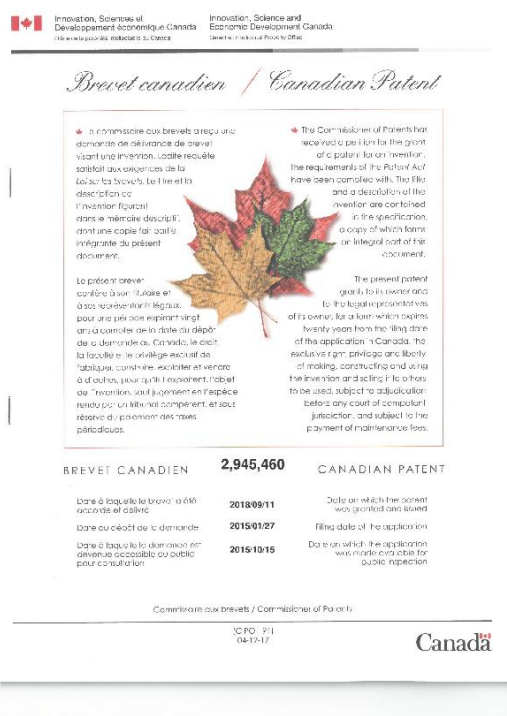 Innovation, Sciences et
Développement économique Canada
Office de la propriété intellectuelle du Canada
Innovation, Science and
Economic Development Canada
Canadian Intellectual Property Office
Brevet canadien / Canadian Patent
Le commissaire aux brevets a reçu une
demande de délivrance de brevet
visant une invention. Ladite requête
satisfait aux exigences de la
Loi sur les brevets. Le titre et la
description de
l'invention figurent
dans le mémoire descriptif,
dont une copie fait partie
intégrante du présent
document.
Le présent brevet
confère à son titulaire et
à ses représentants légaux,
pour une période expirant vingt
ans à compter de la date du dépôt
de la demande au Canada, le droit,
la faculté et le privilège exclusif de
fabriquer, construire, exploiter et vendre
à d'autres, pour qu'ils l'exploitent, l'objet
de l'invention, sauf jugement en l'espèce
rendu par un tribunal compétent, et sous
réserve du paiement des taxes
périodiques.
The Commissioner of Patents has
received a petition for the grant
of a patent for an invention.
The requirements of the Patent Act
have been complied with. The title
and a description of the
invention are contained
in the specification,
a copy of which forms
an integral part of this
document.
The present patent
grants to its owner and
to the legal representatives
of its owner, for a term which expires
twenty years from the filing date
of the application in Canada, the
exclusive right, privilege and liberty
of making, constructing and using
the invention and selling it to others
to be used, subject to adjudication
before any court of competent
jurisdiction, and subject to the
payment of maintenance fees.
BREVET CANADIEN 2,945,460 CANADIAN PATENT
Date à laquelle le brevet a été
accordé et délivré
2018/09/11
Date on which the patent
was granted and issued
Date du dépôt de la demande
2015/01/27
Filing date of the application
Date à laquelle la demande est
devenue accessible au public
pour consultation
2015/10/15
Date on which the application
was made available for
public inspection
Commissaire aux brevets / Commissioner of Patents
(CIPO 91)
04-12-17
Canada